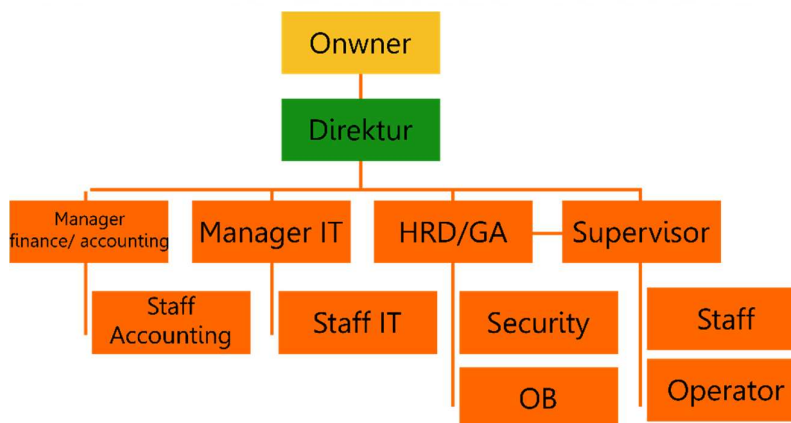 Onwner
Direktur
Manager
finance/ accounting
Manager IT
HRD/GA
Supervisor
Staff
Accounting
Staff IT
Security
Staff
OB
Operator